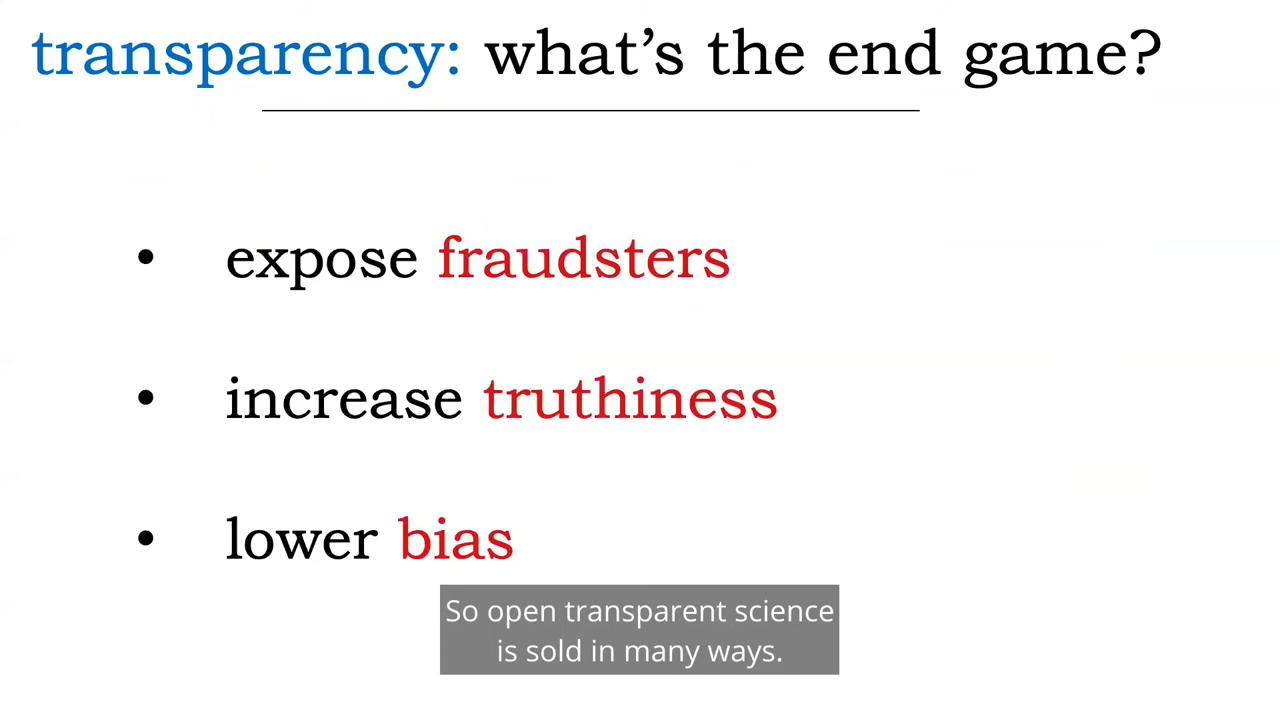 transparency: what's the end game?
• expose fraudsters
• increase truthiness
• lower bias
So open transparent science
is sold in many ways.